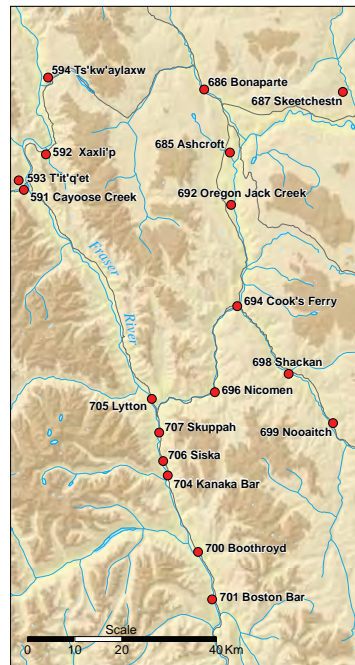 594 Ts'kw'aylaxw
686 Bonaparte
687 Skeetchestn
685 Ashcroft
592 Xaxli'p
593 T'it'q'et
591 Cayoose Creek
692 Oregon Jack Creek
Fraser
River
694 Cook's Ferry
698 Shackan
696 Nicomen
705 Lytton
699 Nooaitch
707 Skuppah
706 Siska
704 Kanaka Bar
700 Boothroyd
701 Boston Bar
Scale
0 10 20 40 Km